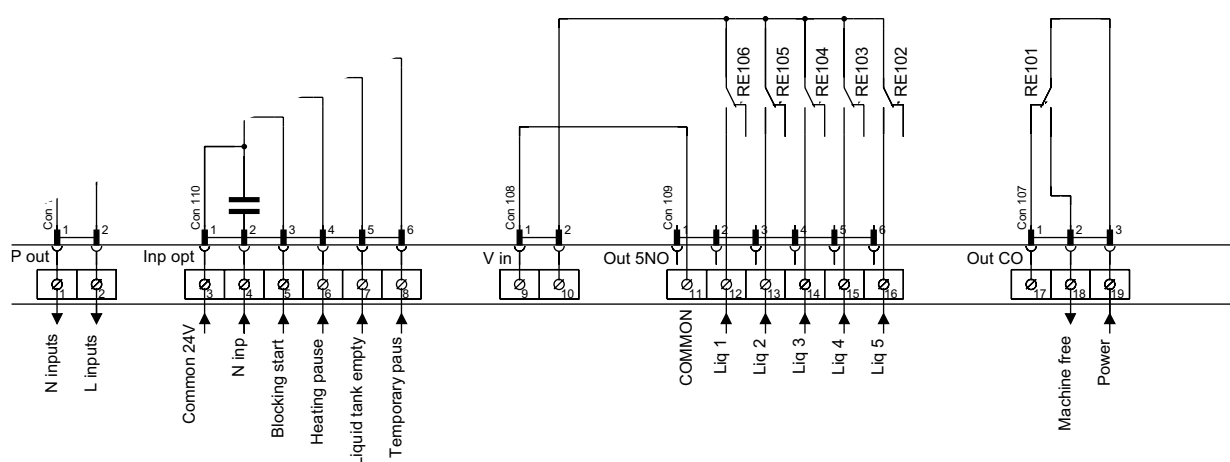 RE106
RE105
RE104
RE103
RE102
RE101
Con 110
Con 108
Con 109
Con 107
1 2
1 2 3 4 5 6
1 2
1 2 3 4 5 6
1 2 3
P out
Inp opt
V in
Out 5NO
Out CO
1 2
3 4 5 6 7 8
9 10
11 12 13 14 15 16
17 18 19
N inputs
L inputs
Common 24V
N inp
Blocking start
Heating pause
Liquid tank empty
Temporary paus
COMMON
Liq 1
Liq 2
Liq 3
Liq 4
Liq 5
Machine free
Power